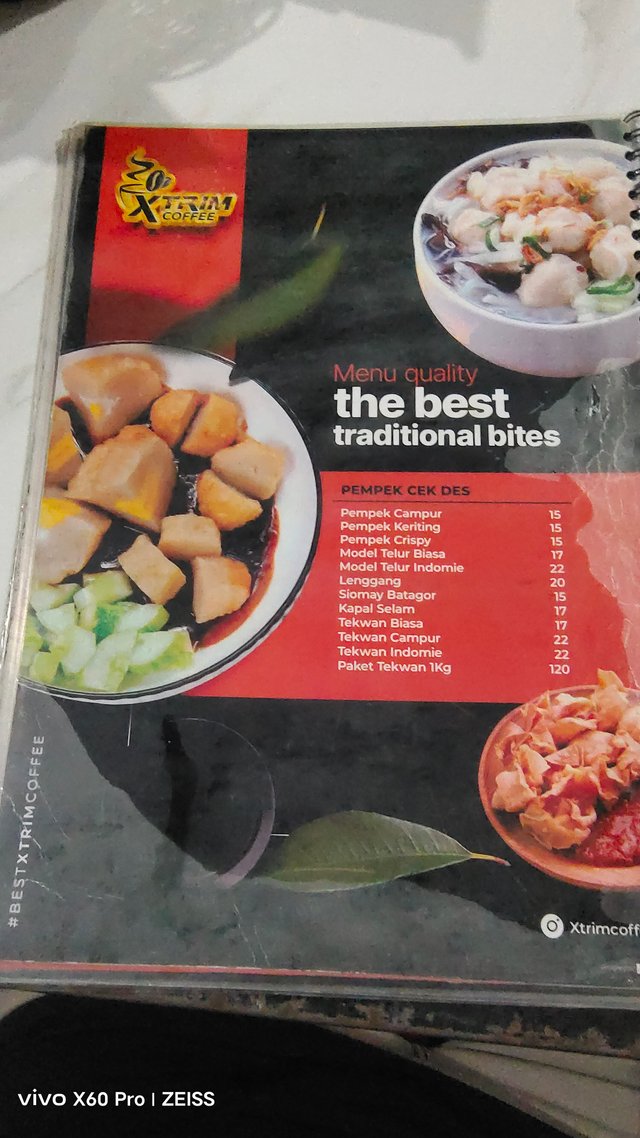 XTRIM
COFFEE
Menu quality
the best
traditional bites
PEMPEK CEK DES
Pempek Campur 15
Pempek Keriting 15
Pempek Crispy 15
Model Telur Biasa 17
Model Telur Indomie 22
Lenggang 20
Siomay Batagor 15
Kapal Selam 17
Tekwan Biasa 17
Tekwan Campur 22
Tekwan Indomie 22
Paket Tekwan 1Kg 120
#BESTXTRIMCOFFEE
Xtrimcoff
vivo X60 Pro | ZEISS